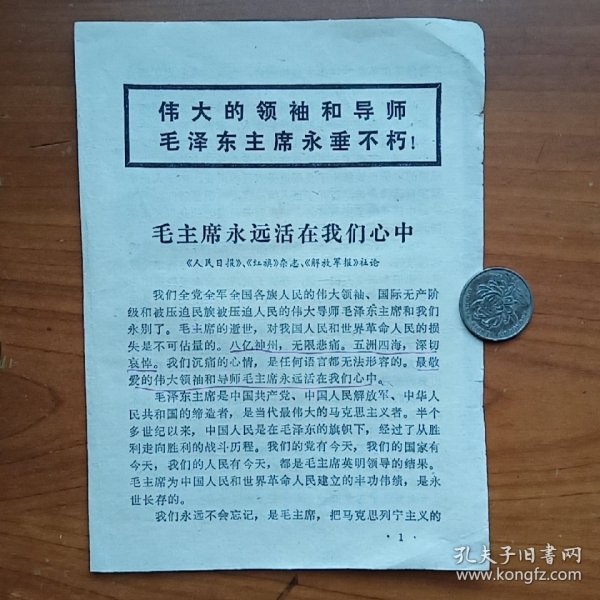 伟大的领袖和导师
毛泽东主席永垂不朽！
毛主席永远活在我们心中
《人民日报》、《红旗》杂志、《解放军报》社论
我们全党全军全国各族人民的伟大领袖、国际无产阶
级和被压迫民族被压迫人民的伟大导师毛泽东主席和我们
永别了。毛主席的逝世，对我国人民和世界革命人民的损
失是不可估量的。八亿神州，无限悲痛。五洲四海，深切
哀悼。我们沉痛的心情，是任何语言都无法形容的。最敬
爱的伟大领袖和导师毛主席永远活在我们心中。
毛泽东主席是中国共产党、中国人民解放军、中华人
民共和国的缔造者，是当代最伟大的马克思主义者。半个
多世纪以来，中国人民是在毛泽东的旗帜下，经过了从胜
利走向胜利的战斗历程。我们的党有今天，我们的国家有
今天，我们的人民有今天，都是毛主席英明领导的结果。
毛主席为中国人民和世界革命人民建立的丰功伟绩，是永
世长存的。
我们永远不会忘记，是毛主席，把马克思列宁主义的
·1·
孔夫子旧书网
www.kongfz.com